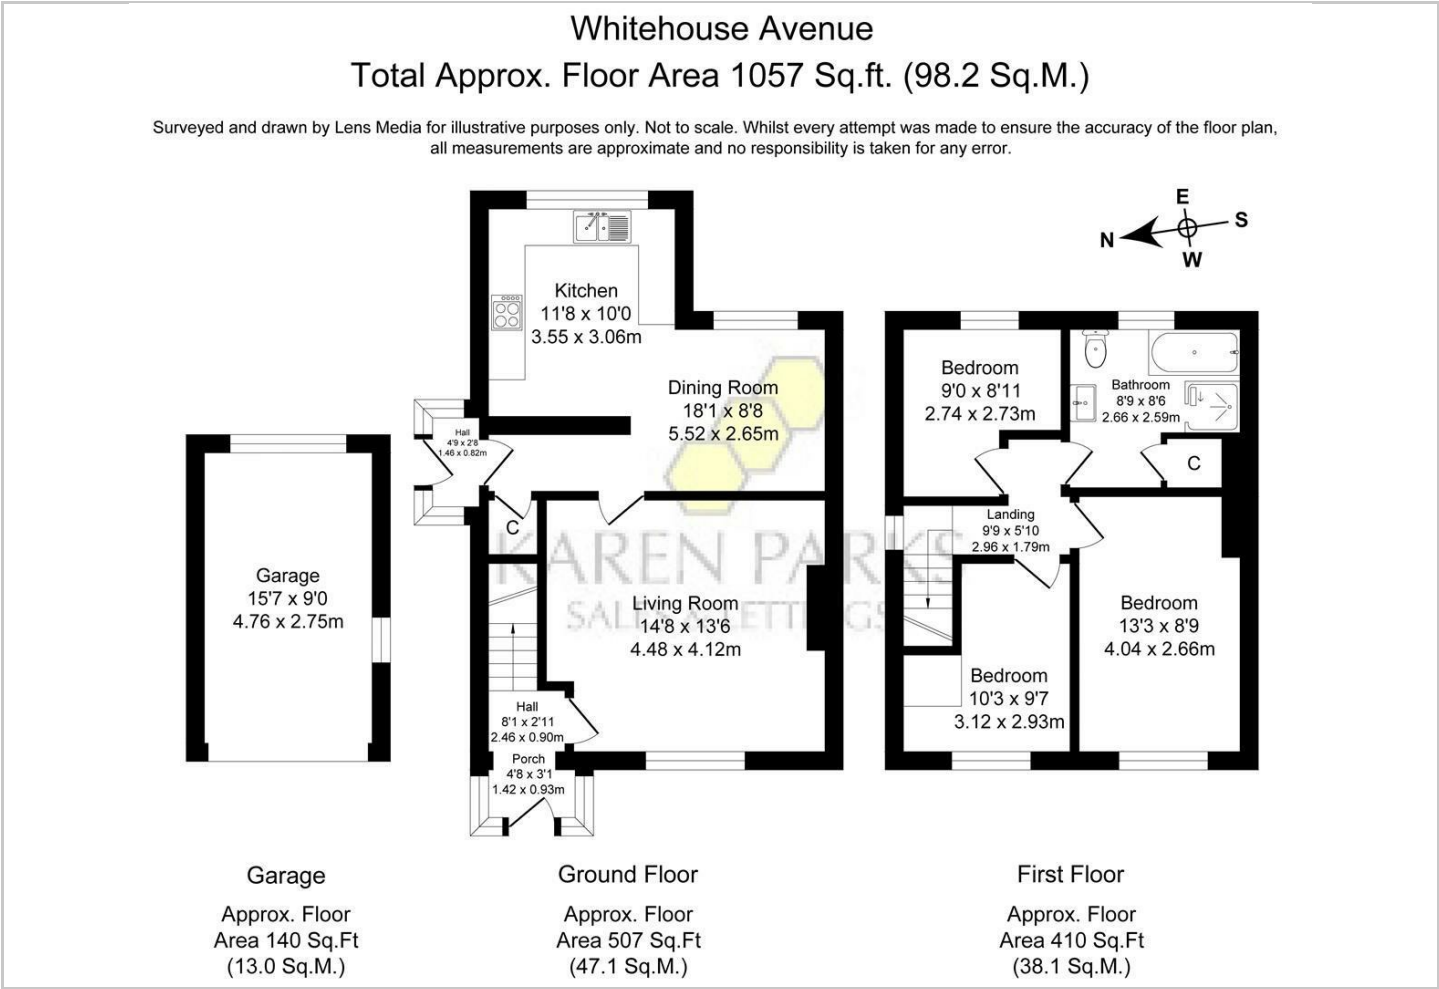 Whitehouse Avenue
Total Approx. Floor Area 1057 Sq.ft. (98.2 Sq.M.)
Surveyed and drawn by Lens Media for illustrative purposes only. Not to scale. Whilst every attempt was made to ensure the accuracy of the floor plan,
all measurements are approximate and no responsibility is taken for any error.
E
S
N
W
Kitchen
11'8 x 10'0
3.55 x 3.06m
Dining Room
18'1 x 8'8
5.52 x 2.65m
Hall
4'9 x 2'8
1.46 x 0.82m
C
KAREN PARKS
SALES & LETTINGS
Living Room
14'8 x 13'6
4.48 x 4.12m
Hall
8'1 x 2'11
2.46 x 0.90m
Porch
4'8 x 3'1
1.42 x 0.93m
Garage
15'7 x 9'0
4.76 x 2.75m
Bedroom
9'0 x 8'11
2.74 x 2.73m
Bathroom
8'9 x 8'6
2.66 x 2.59m
C
Landing
9'9 x 5'10
2.96 x 1.79m
Bedroom
13'3 x 8'9
4.04 x 2.66m
Bedroom
10'3 x 9'7
3.12 x 2.93m
Garage
Approx. Floor
Area 140 Sq.Ft
(13.0 Sq.M.)
Ground Floor
Approx. Floor
Area 507 Sq.Ft
(47.1 Sq.M.)
First Floor
Approx. Floor
Area 410 Sq.Ft
(38.1 Sq.M.)